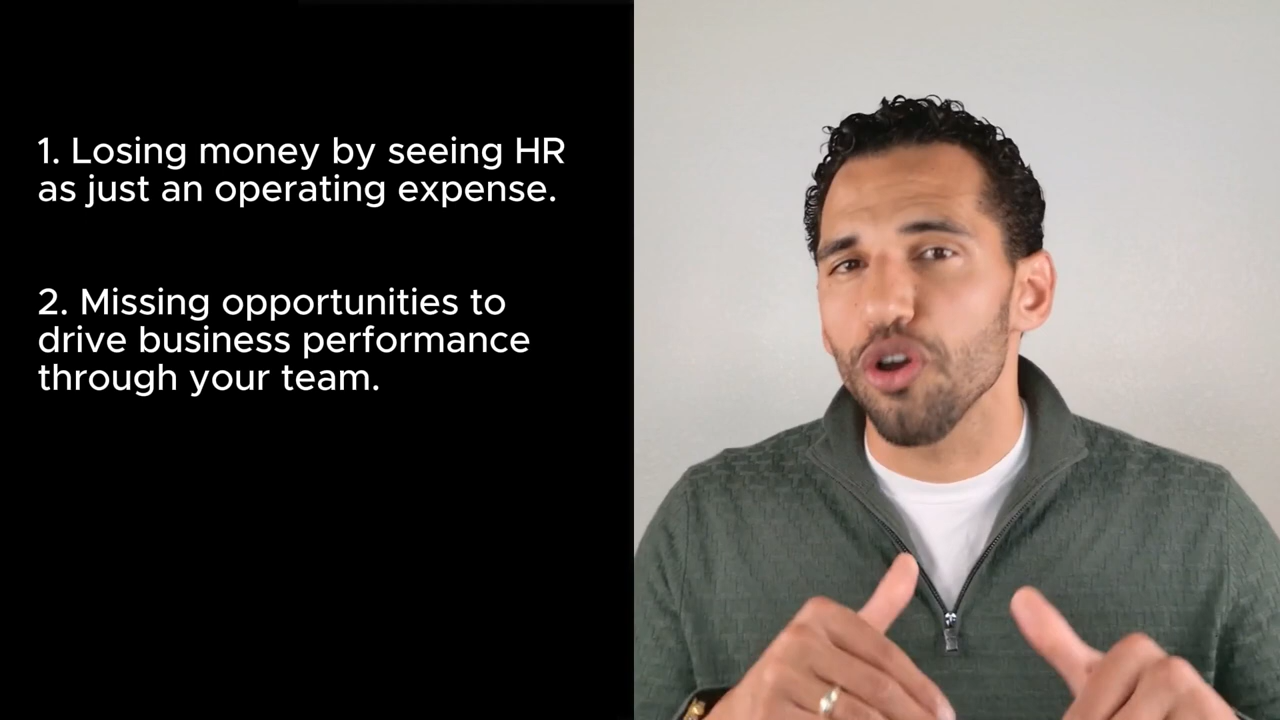 1. Losing money by seeing HR
as just an operating expense.
2. Missing opportunities to
drive business performance
through your team.